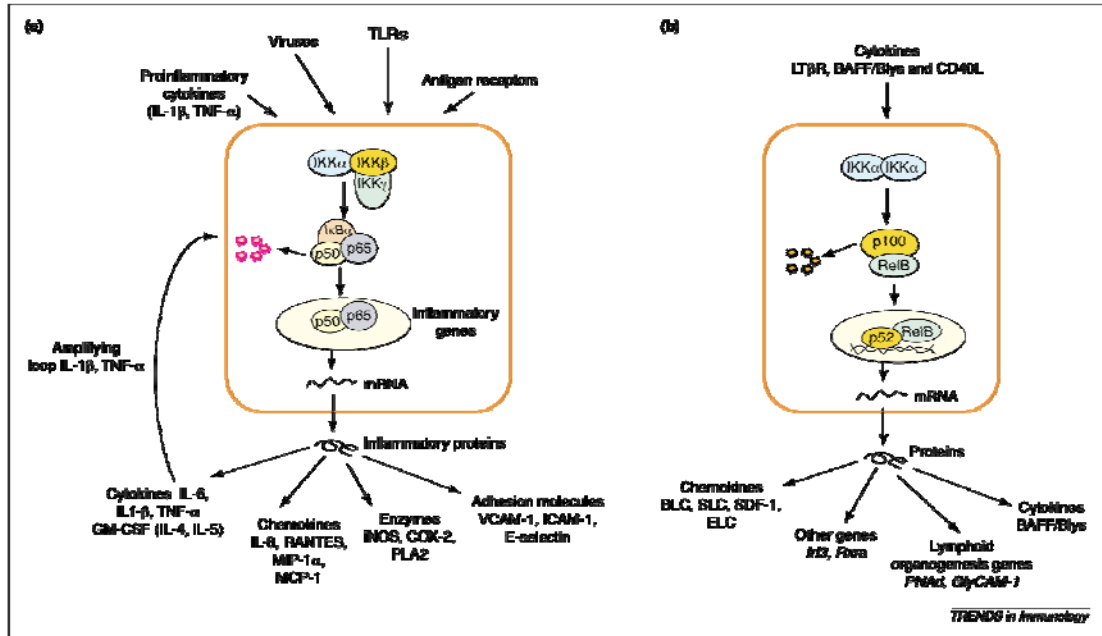 (a)
Viruses
TLRs
Proinflammatory
cytokines
(IL-1β, TNF-α)
Antigen receptors
IKKα
IKKβ
IKKγ
IκBα
p50
p65
p50
p65
Inflammatory
genes
Amplifying
loop IL-1β, TNF-α
mRNA
Inflammatory proteins
Cytokines IL-6,
IL1-β, TNF-α
GM-CSF (IL-4, IL-5)
Chemokines
IL-8, RANTES,
MIP-1α,
MCP-1
Enzymes
iNOS, COX-2,
PLA2
Adhesion molecules
VCAM-1, ICAM-1,
E-selectin
(b)
Cytokines
LTβR, BAFF/Blys and CD40L
IKKα
IKKα
p100
RelB
p52
RelB
mRNA
Proteins
Chemokines
BLC, SLC, SDF-1,
ELC
Other genes
Lymphoid
organogenesis genes
PNAd, GlyCAM-1
Cytokines
BAFF/Blys
TRENDS in Immunology